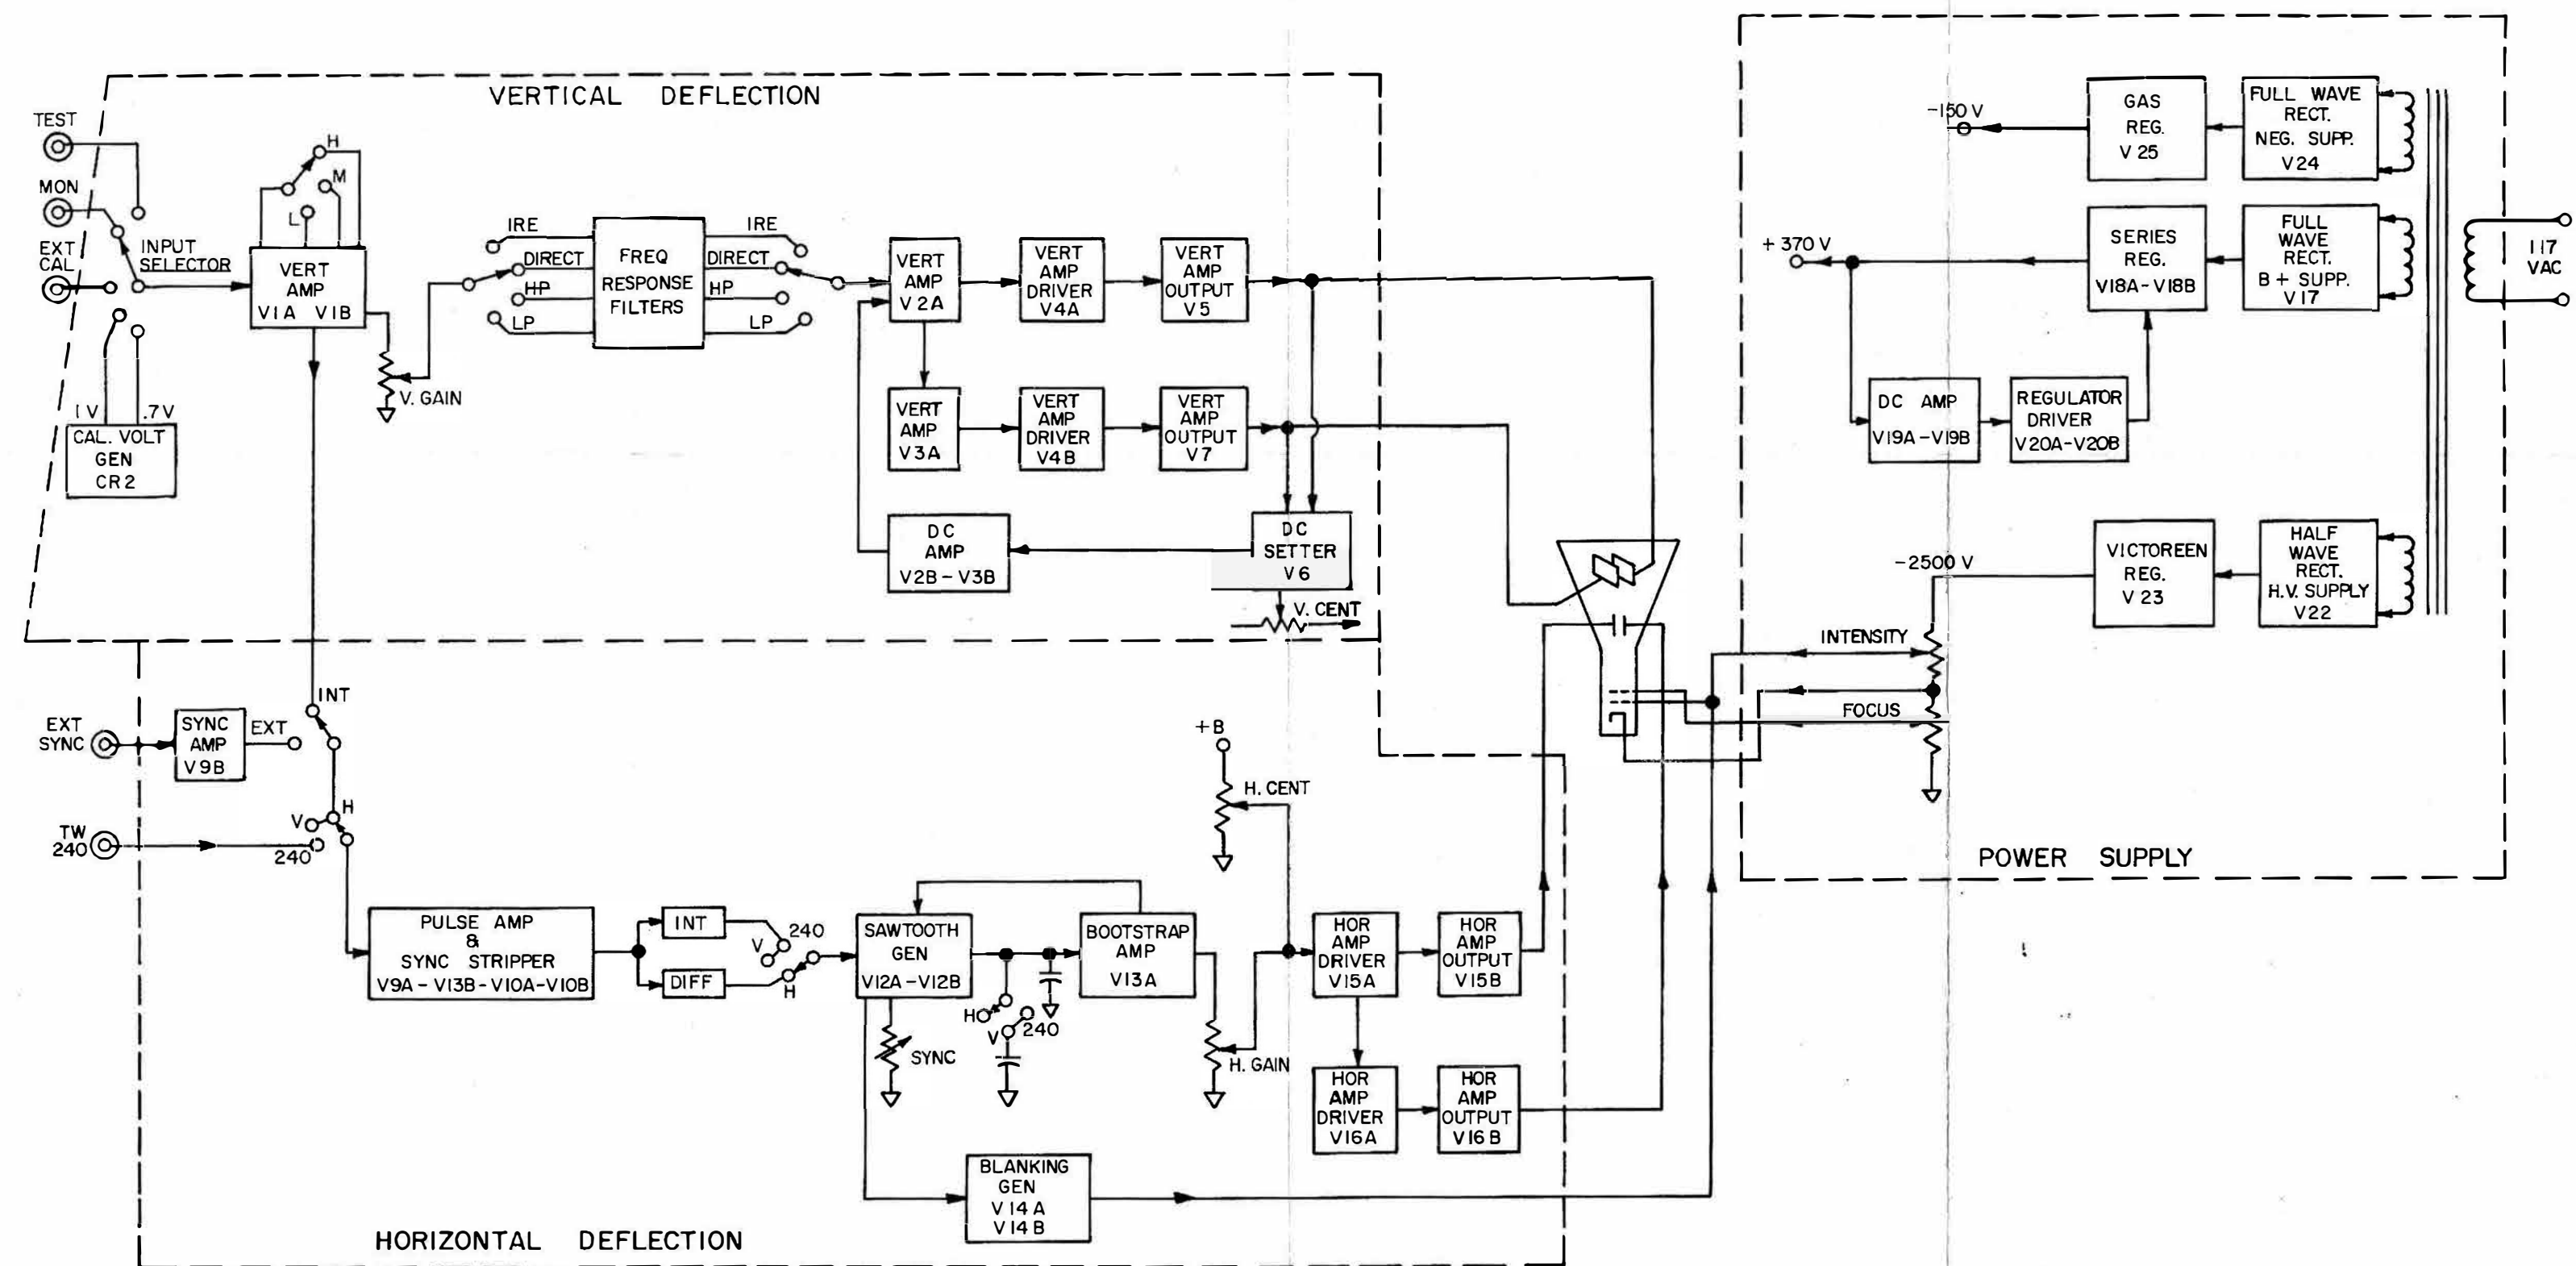 VERTICAL DEFLECTION
TEST
MON
EXT
CAL
INPUT
SELECTOR
H
M
L
VERT
AMP
V1A V1B
V. GAIN
1V
.7V
CAL. VOLT
GEN
CR2
IRE
DIRECT
HP
LP
FREQ
RESPONSE
FILTERS
IRE
DIRECT
HP
LP
VERT
AMP
V2A
VERT
AMP
DRIVER
V4A
VERT
AMP
OUTPUT
V5
VERT
AMP
V3A
VERT
AMP
DRIVER
V4B
VERT
AMP
OUTPUT
V7
DC
AMP
V2B-V3B
DC
SETTER
V6
V. CENT
-150 V
GAS
REG.
V 25
FULL WAVE
RECT.
NEG. SUPP.
V24
+ 370 V
SERIES
REG.
V18A-V18B
FULL
WAVE
RECT.
B + SUPP.
V17
117
VAC
DC AMP
V19A-V19B
REGULATOR
DRIVER
V20A-V20B
-2500 V
VICTOREEN
REG.
V 23
HALF
WAVE
RECT.
H.V. SUPPLY
V22
INTENSITY
FOCUS
POWER SUPPLY
INT
EXT
SYNC
SYNC
AMP
V9B
EXT
V
H
TW
240
240
PULSE AMP
&
SYNC STRIPPER
V9A-V13B-V10A-V10B
INT
DIFF
V
240
H
SAWTOOTH
GEN
V12A-V12B
SYNC
H
V
240
BOOTSTRAP
AMP
V13A
H. GAIN
+B
H. CENT
HOR
AMP
DRIVER
V15A
HOR
AMP
OUTPUT
V15B
HOR
AMP
DRIVER
V16A
HOR
AMP
OUTPUT
V16B
BLANKING
GEN
V14A
V14B
HORIZONTAL DEFLECTION